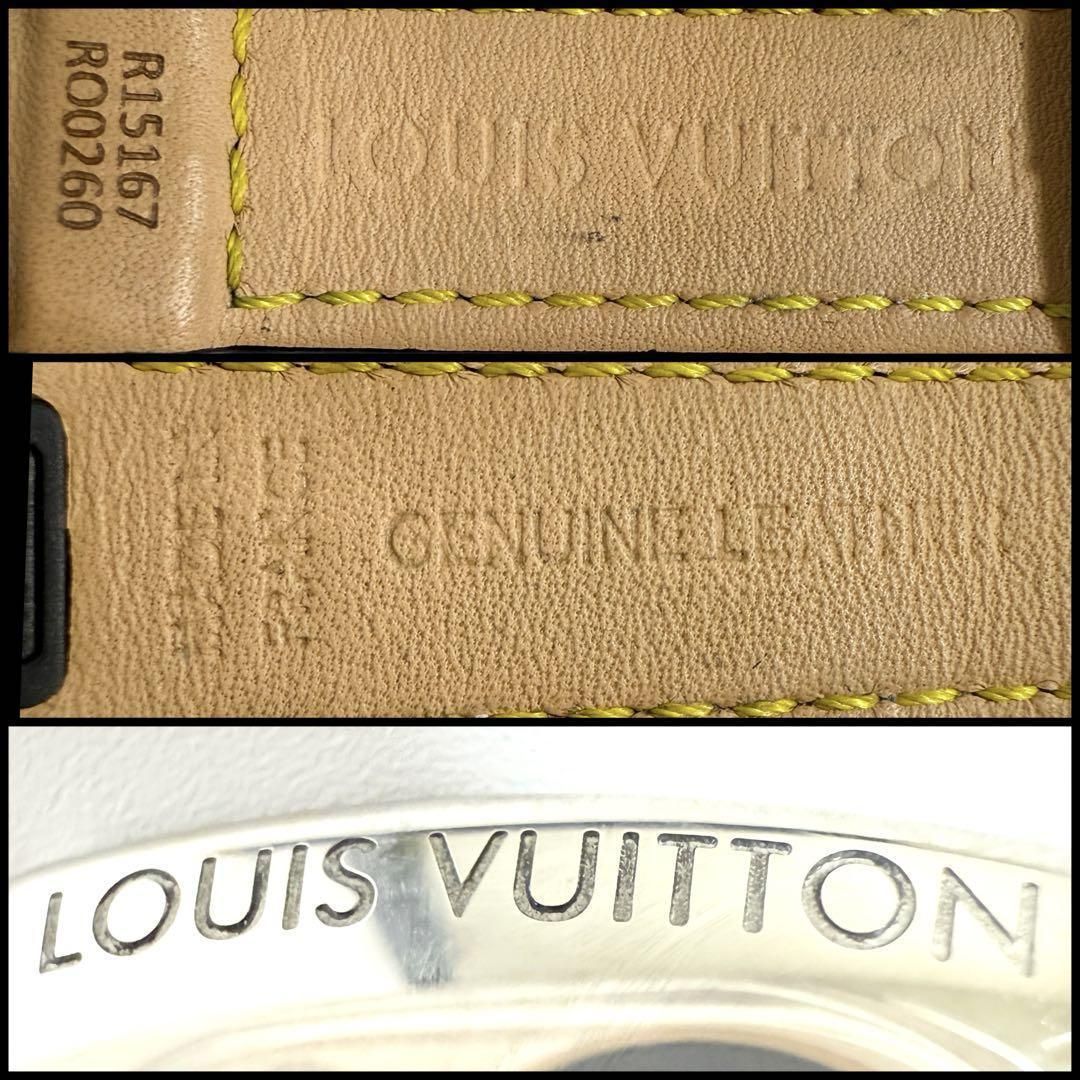 R15167
RO0260
LOUIS VUITTON
GENUINE LEATHER
LOUIS VUITTON